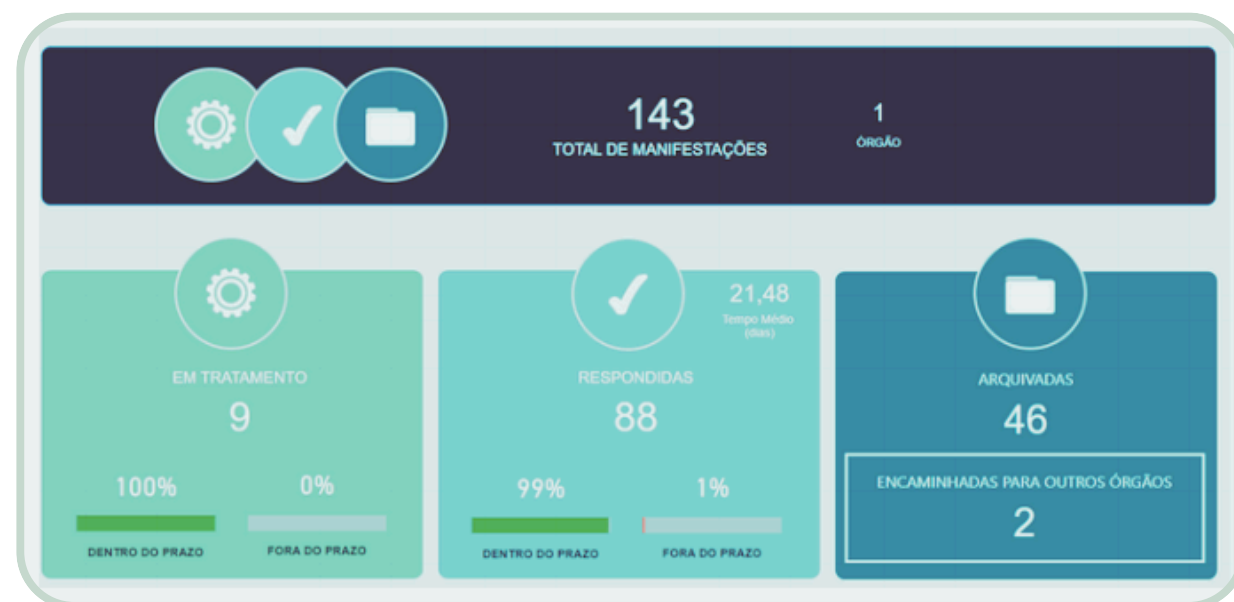 143
TOTAL DE MANIFESTAÇÕES
1
ÓRGÃO
EM TRATAMENTO
9
100%
DENTRO DO PRAZO
0%
FORA DO PRAZO
21,48
Tempo Médio
(dias)
RESPONDIDAS
88
99%
DENTRO DO PRAZO
1%
FORA DO PRAZO
ARQUIVADAS
46
ENCAMINHADAS PARA OUTROS ÓRGÃOS
2